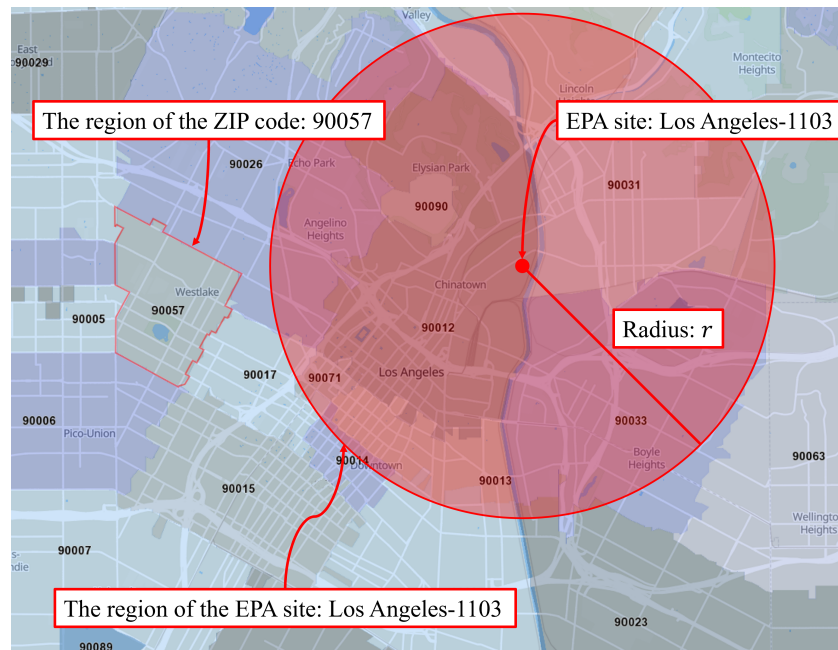 Valley
East
90029
Montecito
Heights
Lincoln
The region of the ZIP code: 90057
EPA site: Los Angeles-1103
Echo Park
90026
Elysian Park
90031
90090
Angelino
Heights
Chinatown
Westlake
90057
90005
90012
Radius: r
Los Angeles
90017
90071
90006
90033
Pico-Union
Boyle
Heights
90063
90014
Downtown
90013
90015
Wellington
Heights
90007
The region of the EPA site: Los Angeles-1103
90023
90089